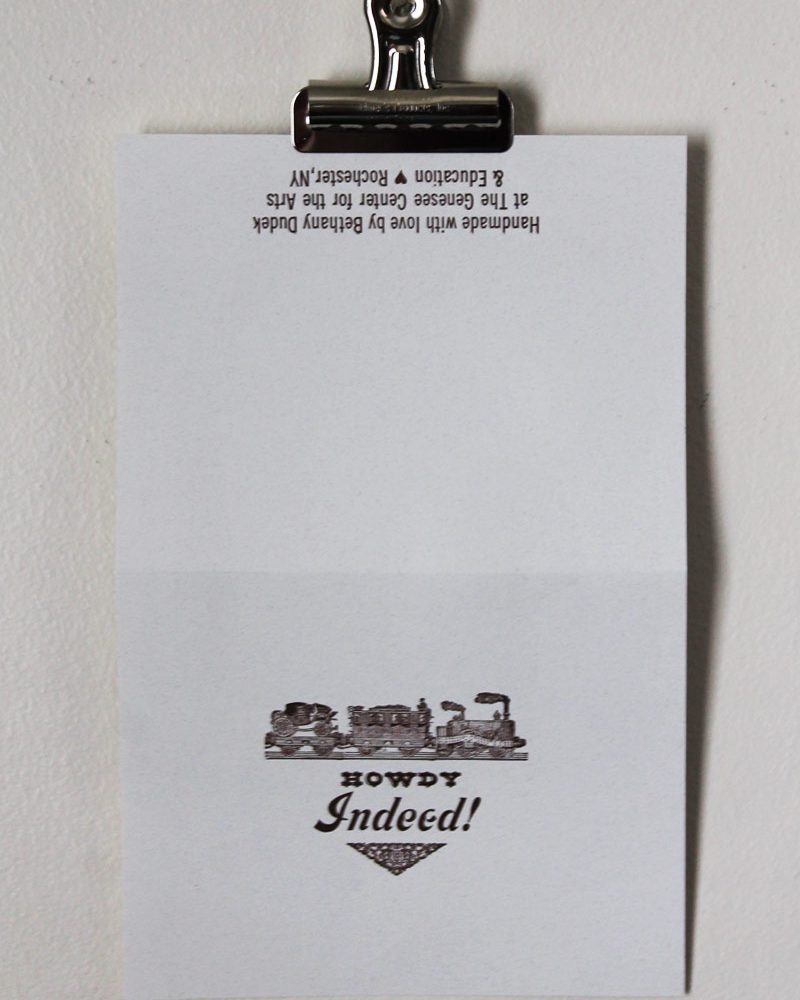 Handmade with love by Bethany Dudek
at The Genesee Center for the Arts
& Education ♥ Rochester,NY
HOWDY
Indeed!